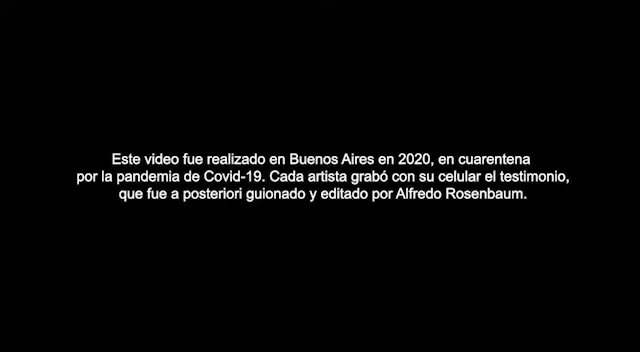 Este video fue realizado en Buenos Aires en 2020, en cuarentena
por la pandemia de Covid-19. Cada artista grabó con su celular el testimonio,
que fue a posteriori guionado y editado por Alfredo Rosenbaum.